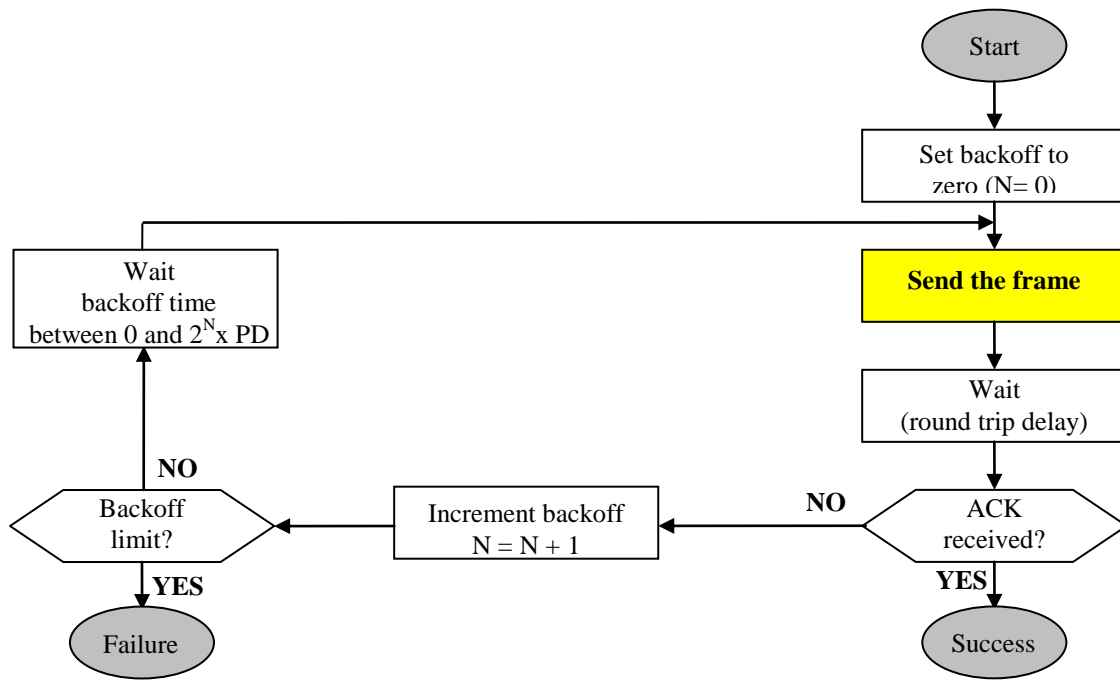 Start
Set backoff to
zero (N= 0)
Send the frame
Wait
(round trip delay)
ACK
received?
YES
Success
NO
Increment backoff
N = N + 1
Backoff
limit?
YES
Failure
NO
Wait
backoff time
between 0 and 2^N x PD